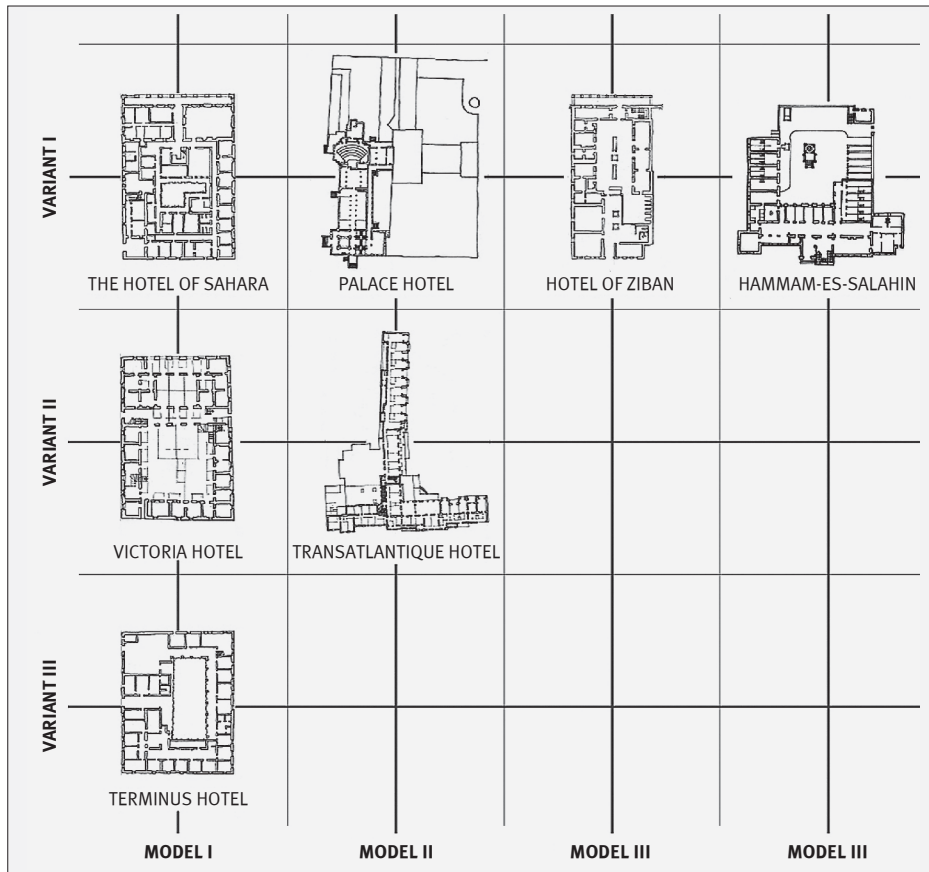 VARIANT I
THE HOTEL OF SAHARA
PALACE HOTEL
HOTEL OF ZIBAN
HAMMAM-ES-SALAHIN
VARIANT II
VICTORIA HOTEL
TRANSATLANTIQUE HOTEL
VARIANT III
TERMINUS HOTEL
MODEL I
MODEL II
MODEL III
MODEL III